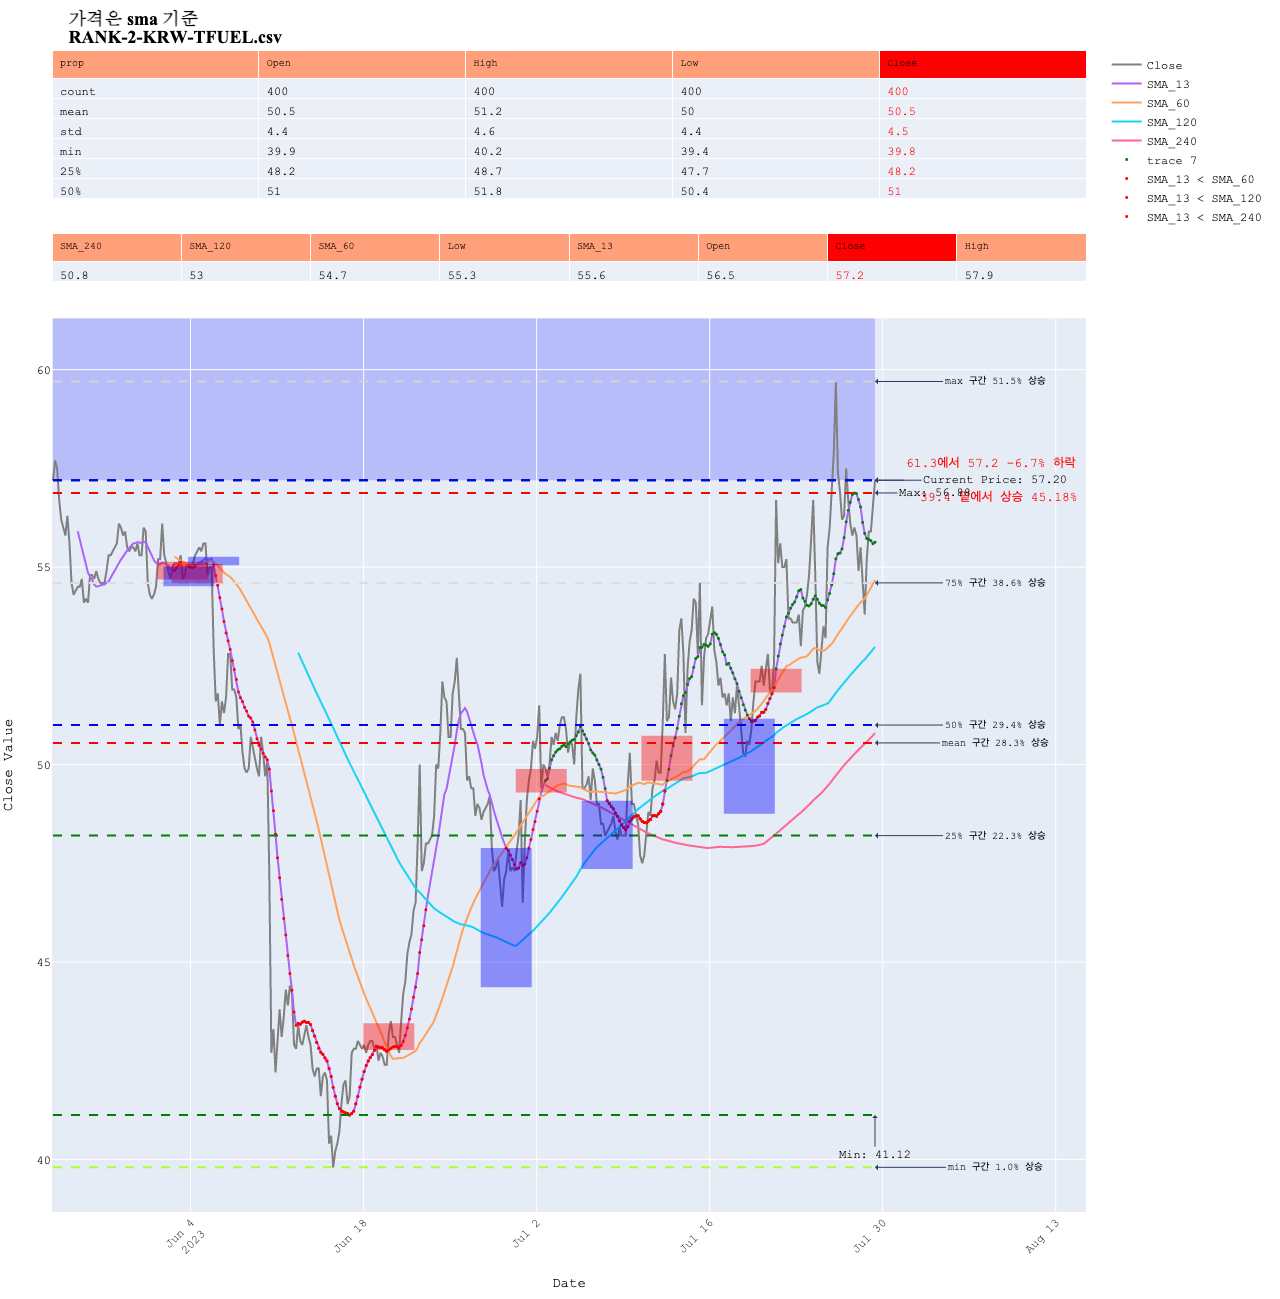 가격은 sma 기준
RANK-2-KRW-TFUEL.csv
prop Open High Low Close
count 400 400 400 400
mean 50.5 51.2 50 50.5
std 4.4 4.6 4.4 4.5
min 39.9 40.2 39.4 39.8
25% 48.2 48.7 47.7 48.2
50% 51 51.8 50.4 51
SMA_240 SMA_120 SMA_60 Low SMA_13 Open Close High
50.8 53 54.7 55.3 55.6 56.5 57.2 57.9
Close
SMA_13
SMA_60
SMA_120
SMA_240
trace 7
SMA_13 < SMA_60
SMA_13 < SMA_120
SMA_13 < SMA_240
60
55
50
45
40
Close Value
max 구간 51.5% 상승
61.3에서 57.2 -6.7% 하락
Current Price: 57.20
Max: 56.88
39.4 끝에서 상승 45.18%
75% 구간 38.6% 상승
50% 구간 29.4% 상승
mean 구간 28.3% 상승
25% 구간 22.3% 상승
Min: 41.12
min 구간 1.0% 상승
Jun 4
2023
Jun 18
Jul 2
Jul 16
Jul 30
Aug 13
Date